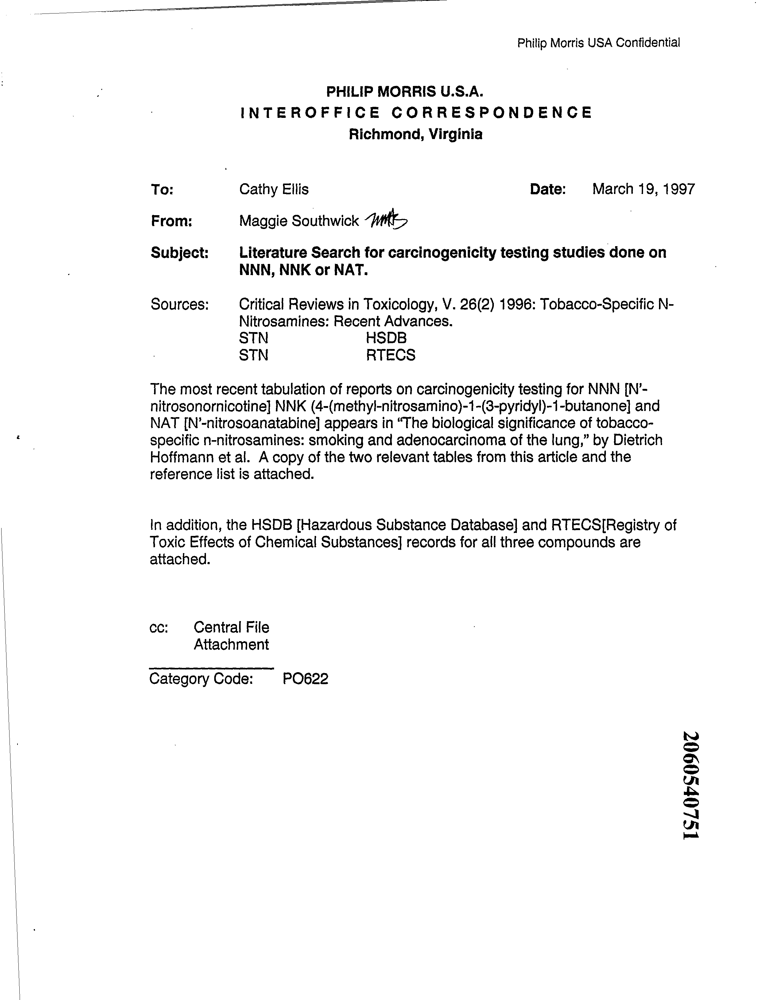 Philip Morris USA Confidential
PHILIP MORRIS U.S.A.
INTEROFFICE CORRESPONDENCE
Richmond, Virginia
To: Cathy Ellis Date: March 19, 1997
From: Maggie Southwick
Subject: Literature Search for carcinogenicity testing studies done on
NNN, NNK or NAT.
Sources: Critical Reviews in Toxicology, V. 26(2) 1996: Tobacco-Specific N-
Nitrosamines: Recent Advances.
STN HSDB
STN RTECS
The most recent tabulation of reports on carcinogenicity testing for NNN [N'-
nitrosonornicotine] NNK (4-(methyl-nitrosamino)-1-(3-pyridyl)-1-butanone] and
NAT [N'-nitrosoanatabine] appears in "The biological significance of tobacco-
specific n-nitrosamines: smoking and adenocarcinoma of the lung," by Dietrich
Hoffmann et al. A copy of the two relevant tables from this article and the
reference list is attached.
In addition, the HSDB [Hazardous Substance Database] and RTECS[Registry of
Toxic Effects of Chemical Substances] records for all three compounds are
attached.
cc: Central File
Attachment
Category Code: PO622
2060540751